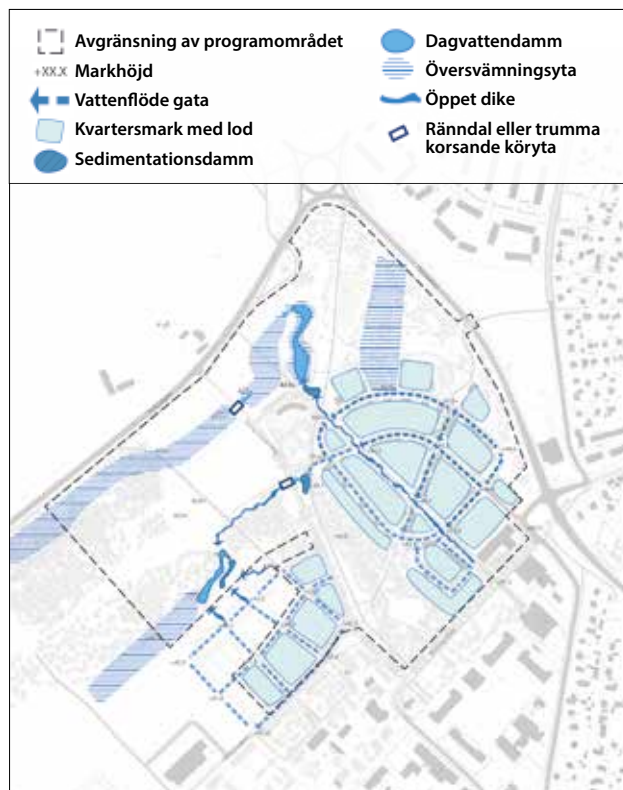 Avgränsning av programområdet
+XX.X Markhöjd
Vattenflöde gata
Kvartersmark med lod
Sedimentationsdamm
Dagvattendamm
Översvämningsyta
Öppet dike
Ränndal eller trumma
korsande köryta